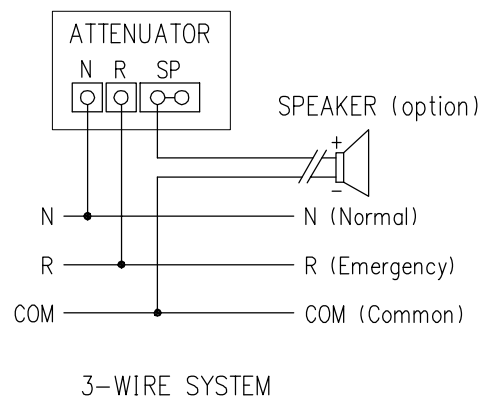 ATTENUATOR
N R SP
SPEAKER (option)
+
−
N N (Normal)
R R (Emergency)
COM COM (Common)
3-WIRE SYSTEM